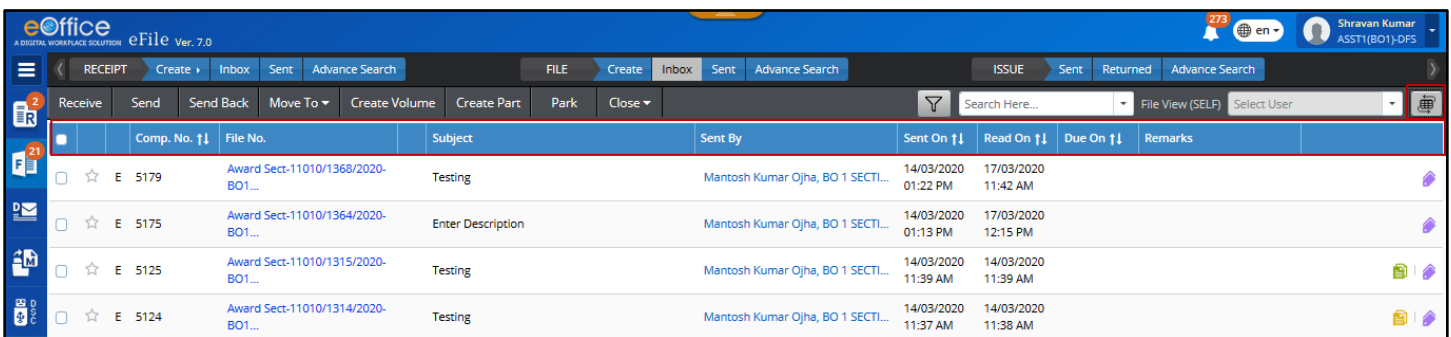 eOffice
A DIGITAL WORKPLACE SOLUTION eFile Ver. 7.0
273 en Shravan Kumar
ASST1(BO1)-DFS
RECEIPT Create Inbox Sent Advance Search FILE Create Inbox Sent Advance Search ISSUE Sent Returned Advance Search
2 R Receive Send Send Back Move To Create Volume Create Part Park Close Search Here... File View (SELF) Select User
Comp. No. File No. Subject Sent By Sent On Read On Due On Remarks
21 F
E 5179 Award Sect-11010/1368/2020-BO1... Testing Mantosh Kumar Ojha, BO 1 SECTI... 14/03/2020 01:22 PM 17/03/2020 11:42 AM
D
E 5175 Award Sect-11010/1364/2020-BO1... Enter Description Mantosh Kumar Ojha, BO 1 SECTI... 14/03/2020 01:13 PM 17/03/2020 12:15 PM
M
E 5125 Award Sect-11010/1315/2020-BO1... Testing Mantosh Kumar Ojha, BO 1 SECTI... 14/03/2020 11:39 AM 14/03/2020 11:39 AM
DSC
E 5124 Award Sect-11010/1314/2020-BO1... Testing Mantosh Kumar Ojha, BO 1 SECTI... 14/03/2020 11:37 AM 14/03/2020 11:38 AM